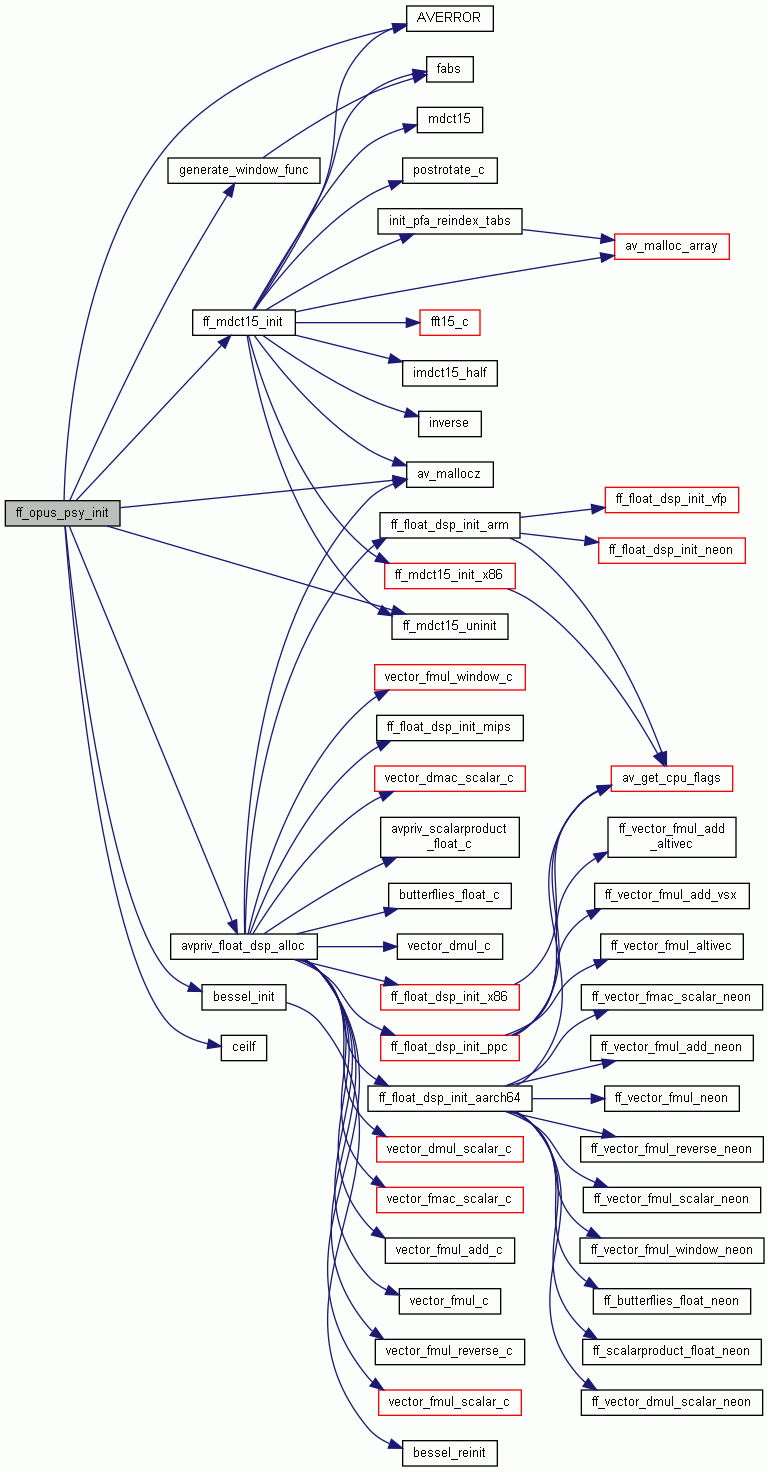 AVERROR
fabs
mdct15
generate_window_func
postrotate_c
init_pfa_reindex_tabs
av_malloc_array
ff_mdct15_init
fft15_c
imdct15_half
inverse
av_mallocz
ff_opus_psy_init
ff_float_dsp_init_arm
ff_float_dsp_init_vfp
ff_float_dsp_init_neon
ff_mdct15_init_x86
ff_mdct15_uninit
vector_fmul_window_c
ff_float_dsp_init_mips
vector_dmac_scalar_c
av_get_cpu_flags
avpriv_scalarproduct
_float_c
ff_vector_fmul_add
_altivec
butterflies_float_c
ff_vector_fmul_add_vsx
avpriv_float_dsp_alloc
vector_dmul_c
ff_vector_fmul_altivec
bessel_init
ff_float_dsp_init_x86
ff_vector_fmac_scalar_neon
ceilf
ff_float_dsp_init_ppc
ff_vector_fmul_add_neon
ff_float_dsp_init_aarch64
ff_vector_fmul_neon
vector_dmul_scalar_c
ff_vector_fmul_reverse_neon
vector_fmac_scalar_c
ff_vector_fmul_scalar_neon
vector_fmul_add_c
ff_vector_fmul_window_neon
vector_fmul_c
ff_butterflies_float_neon
vector_fmul_reverse_c
ff_scalarproduct_float_neon
vector_fmul_scalar_c
ff_vector_dmul_scalar_neon
bessel_reinit